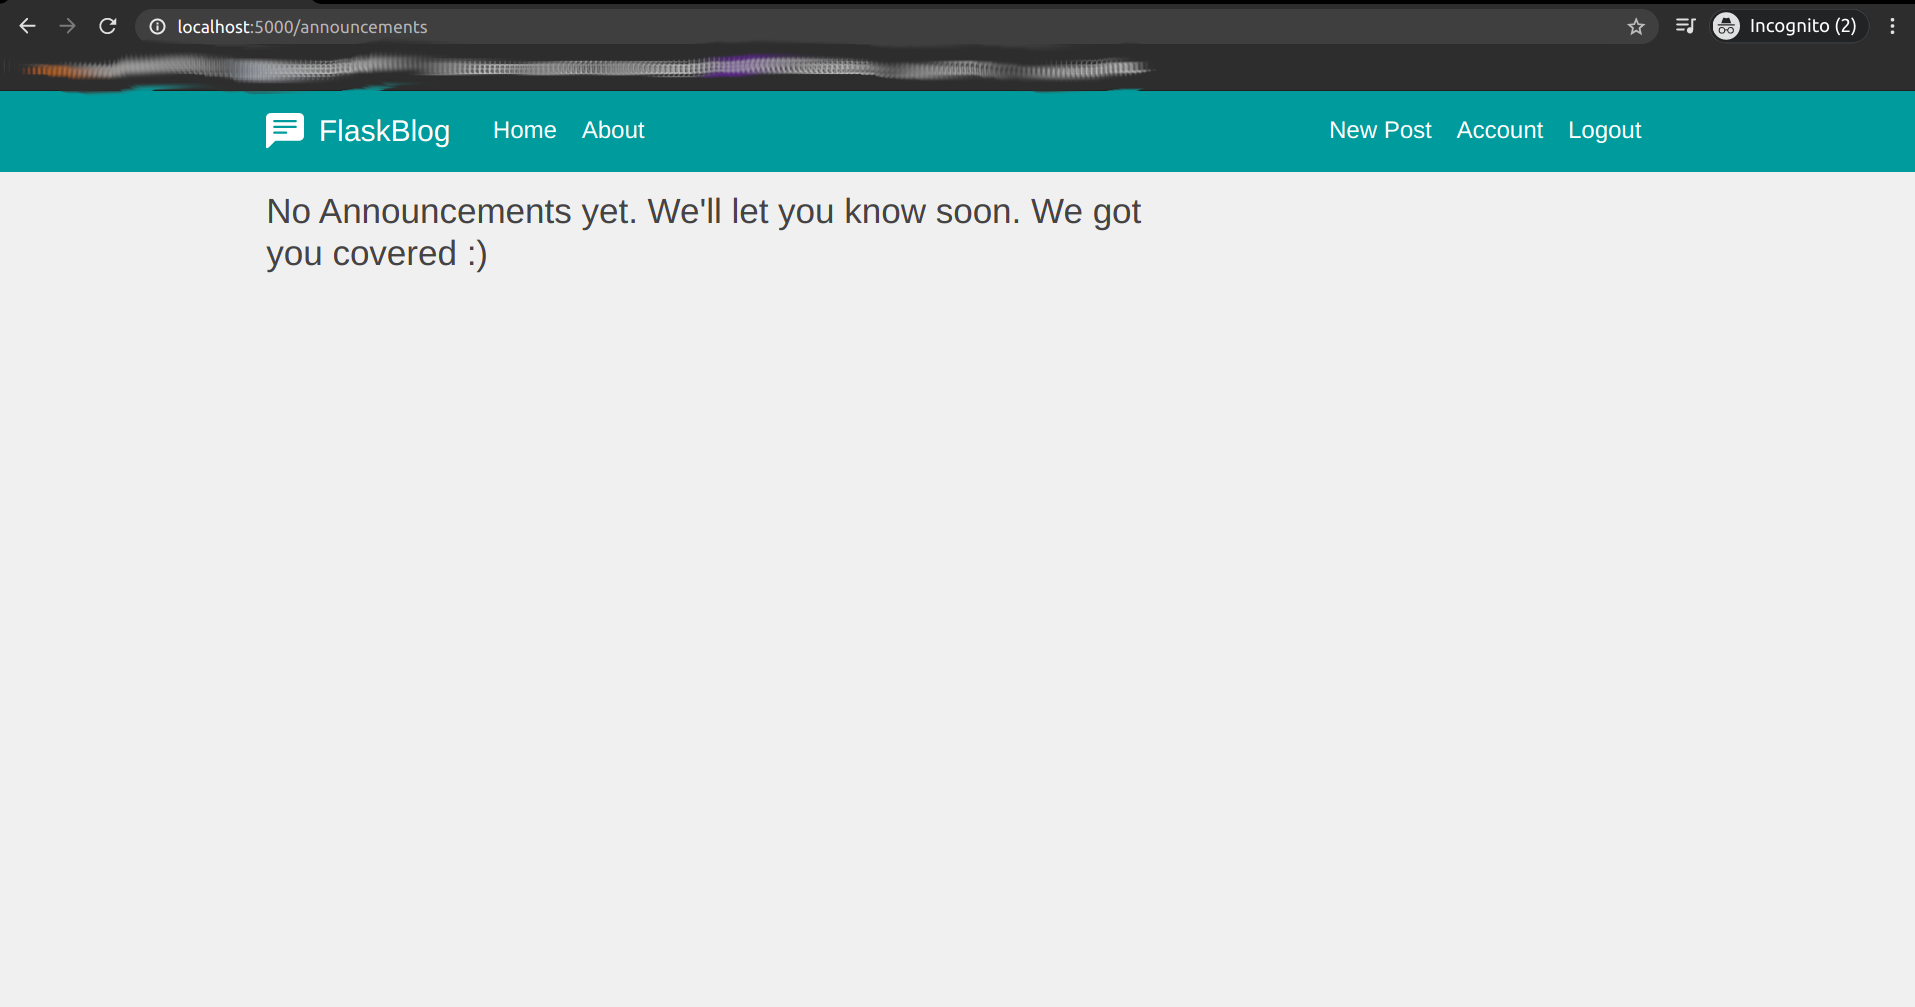 localhost:5000/announcements
Incognito (2)
FlaskBlog Home About New Post Account Logout
No Announcements yet. We'll let you know soon. We got
you covered :)